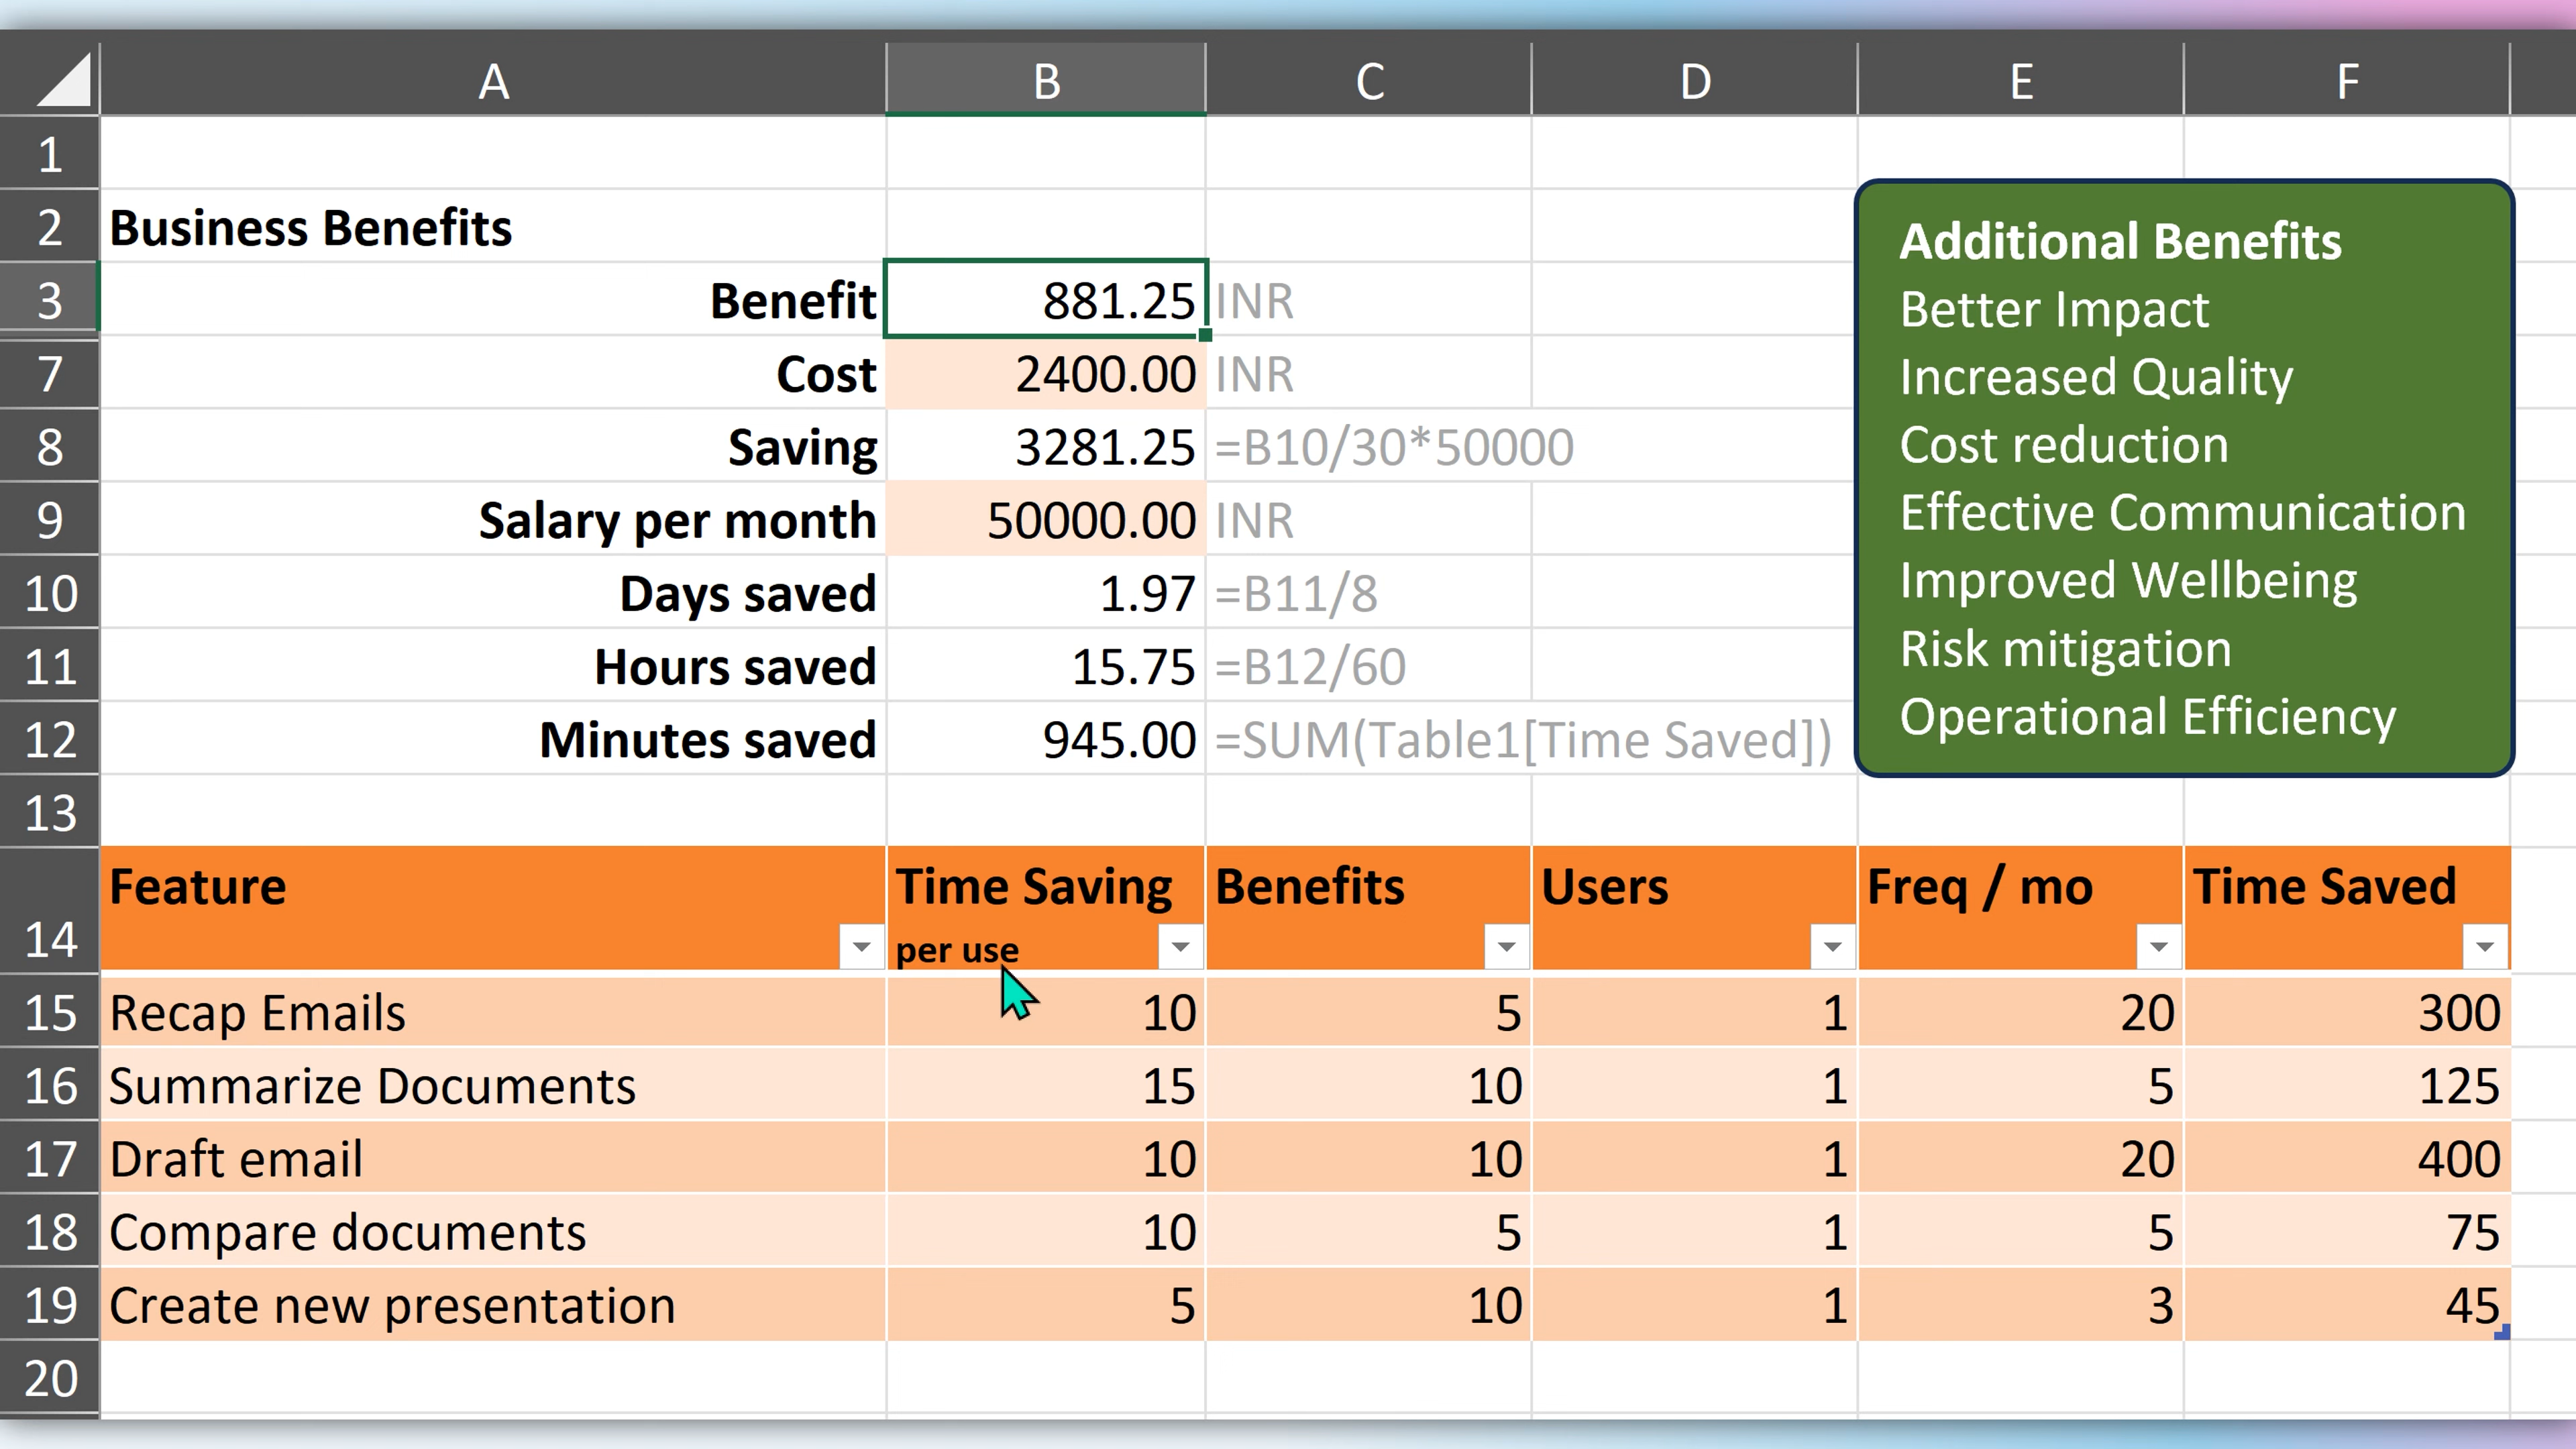 A B C D E F
1
2 Business Benefits
3 Benefit 881.25 INR
7 Cost 2400.00 INR
8 Saving 3281.25 =B10/30*50000
9 Salary per month 50000.00 INR
10 Days saved 1.97 =B11/8
11 Hours saved 15.75 =B12/60
12 Minutes saved 945.00 =SUM(Table1[Time Saved])
Additional Benefits
Better Impact
Increased Quality
Cost reduction
Effective Communication
Improved Wellbeing
Risk mitigation
Operational Efficiency
13
14 Feature Time Saving Benefits Users Freq / mo Time Saved
per use
15 Recap Emails 10 5 1 20 300
16 Summarize Documents 15 10 1 5 125
17 Draft email 10 10 1 20 400
18 Compare documents 10 5 1 5 75
19 Create new presentation 5 10 1 3 45
20